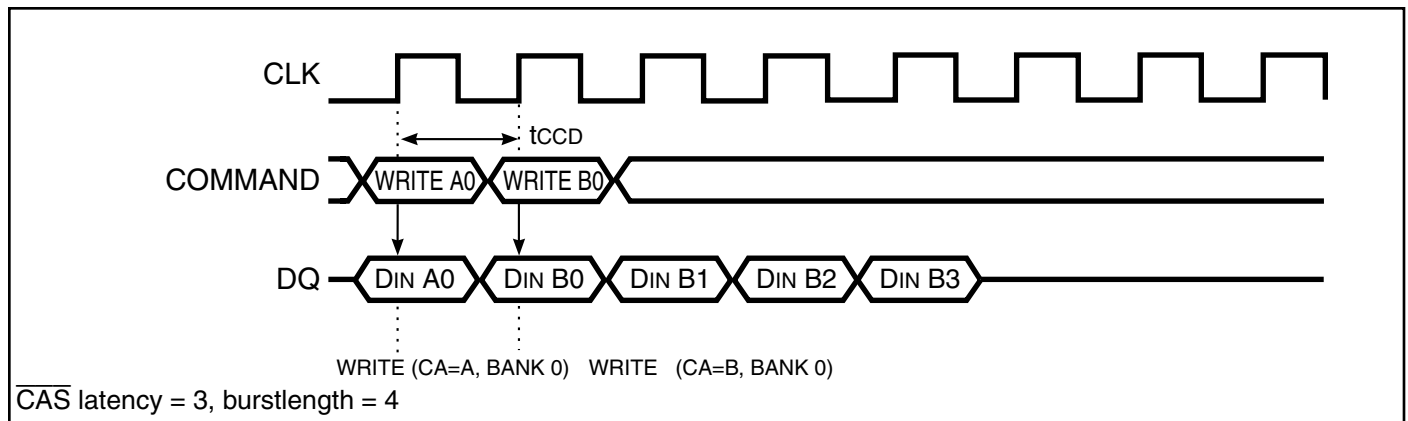 CLK
tCCD
COMMAND WRITE A0 WRITE B0
DQ DIN A0 DIN B0 DIN B1 DIN B2 DIN B3
WRITE (CA=A, BANK 0) WRITE (CA=B, BANK 0)
CAS latency = 3, burstlength = 4